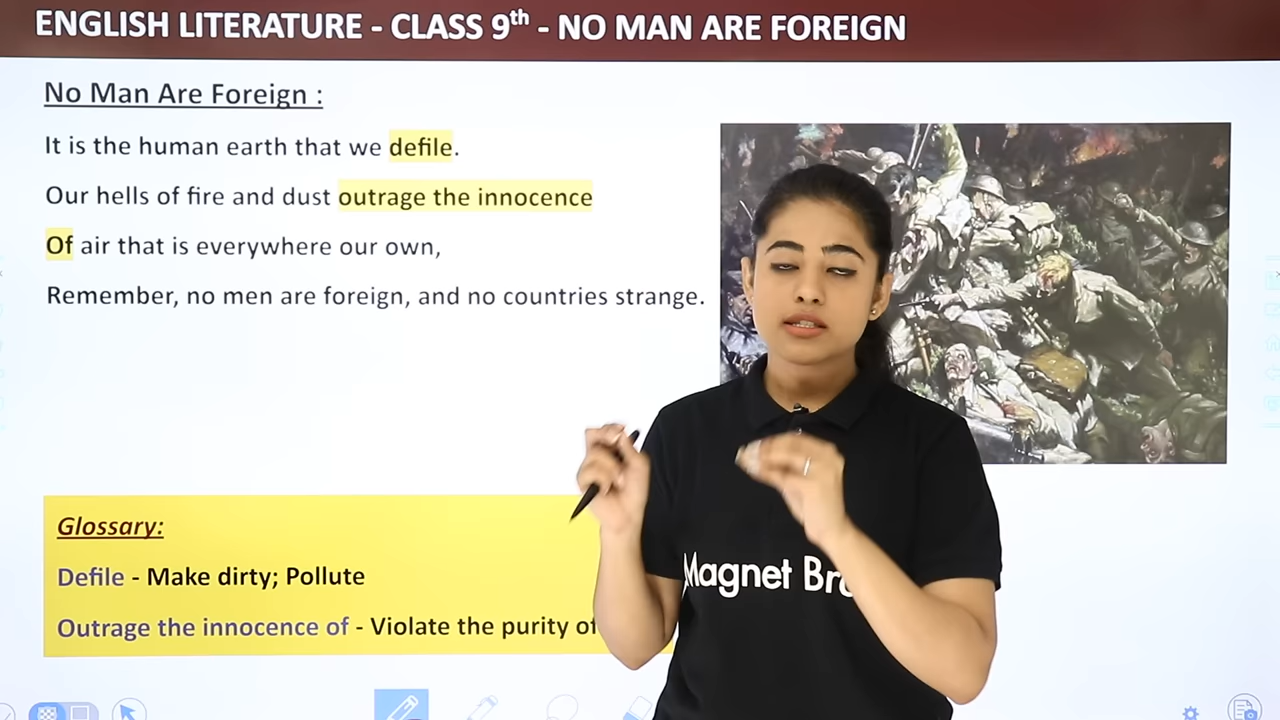 ENGLISH LITERATURE - CLASS 9th - NO MAN ARE FOREIGN
No Man Are Foreign :
It is the human earth that we defile.
Our hells of fire and dust outrage the innocence
Of air that is everywhere our own,
Remember, no men are foreign, and no countries strange.
Glossary:
Defile - Make dirty; Pollute
Outrage the innocence of - Violate the purity of
Magnet